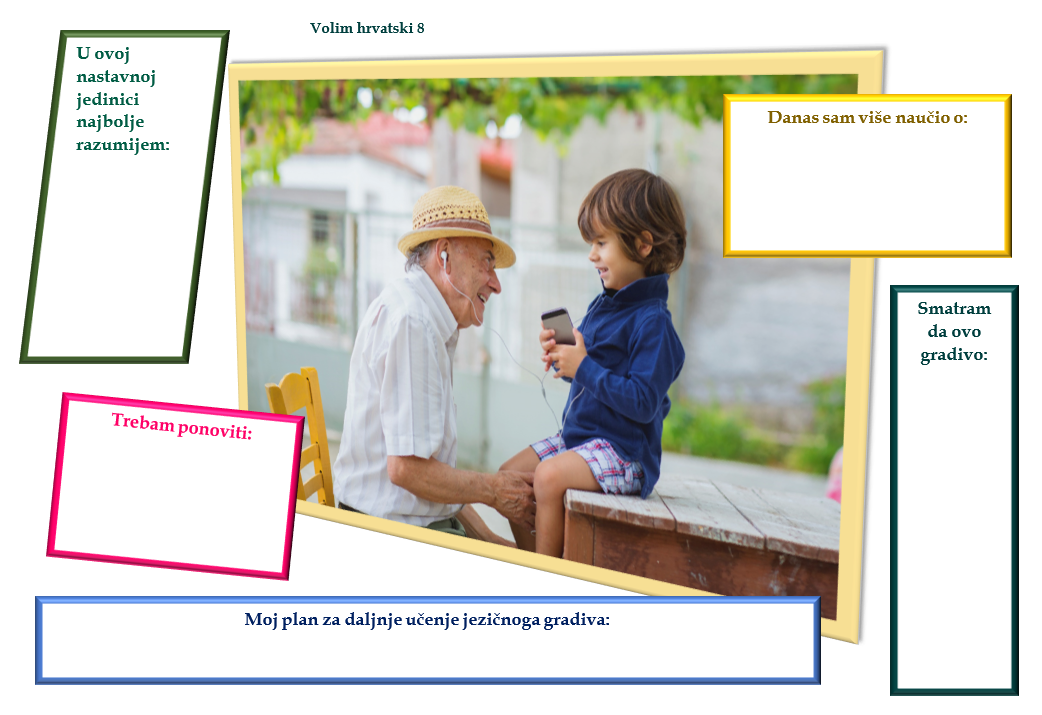 Volim hrvatski 8
U ovoj
nastavnoj
jedinici
najbolje
razumijem:
Danas sam više naučio o:
Smatram
da ovo
gradivo:
Trebam ponoviti:
Moj plan za daljnje učenje jezičnoga gradiva: